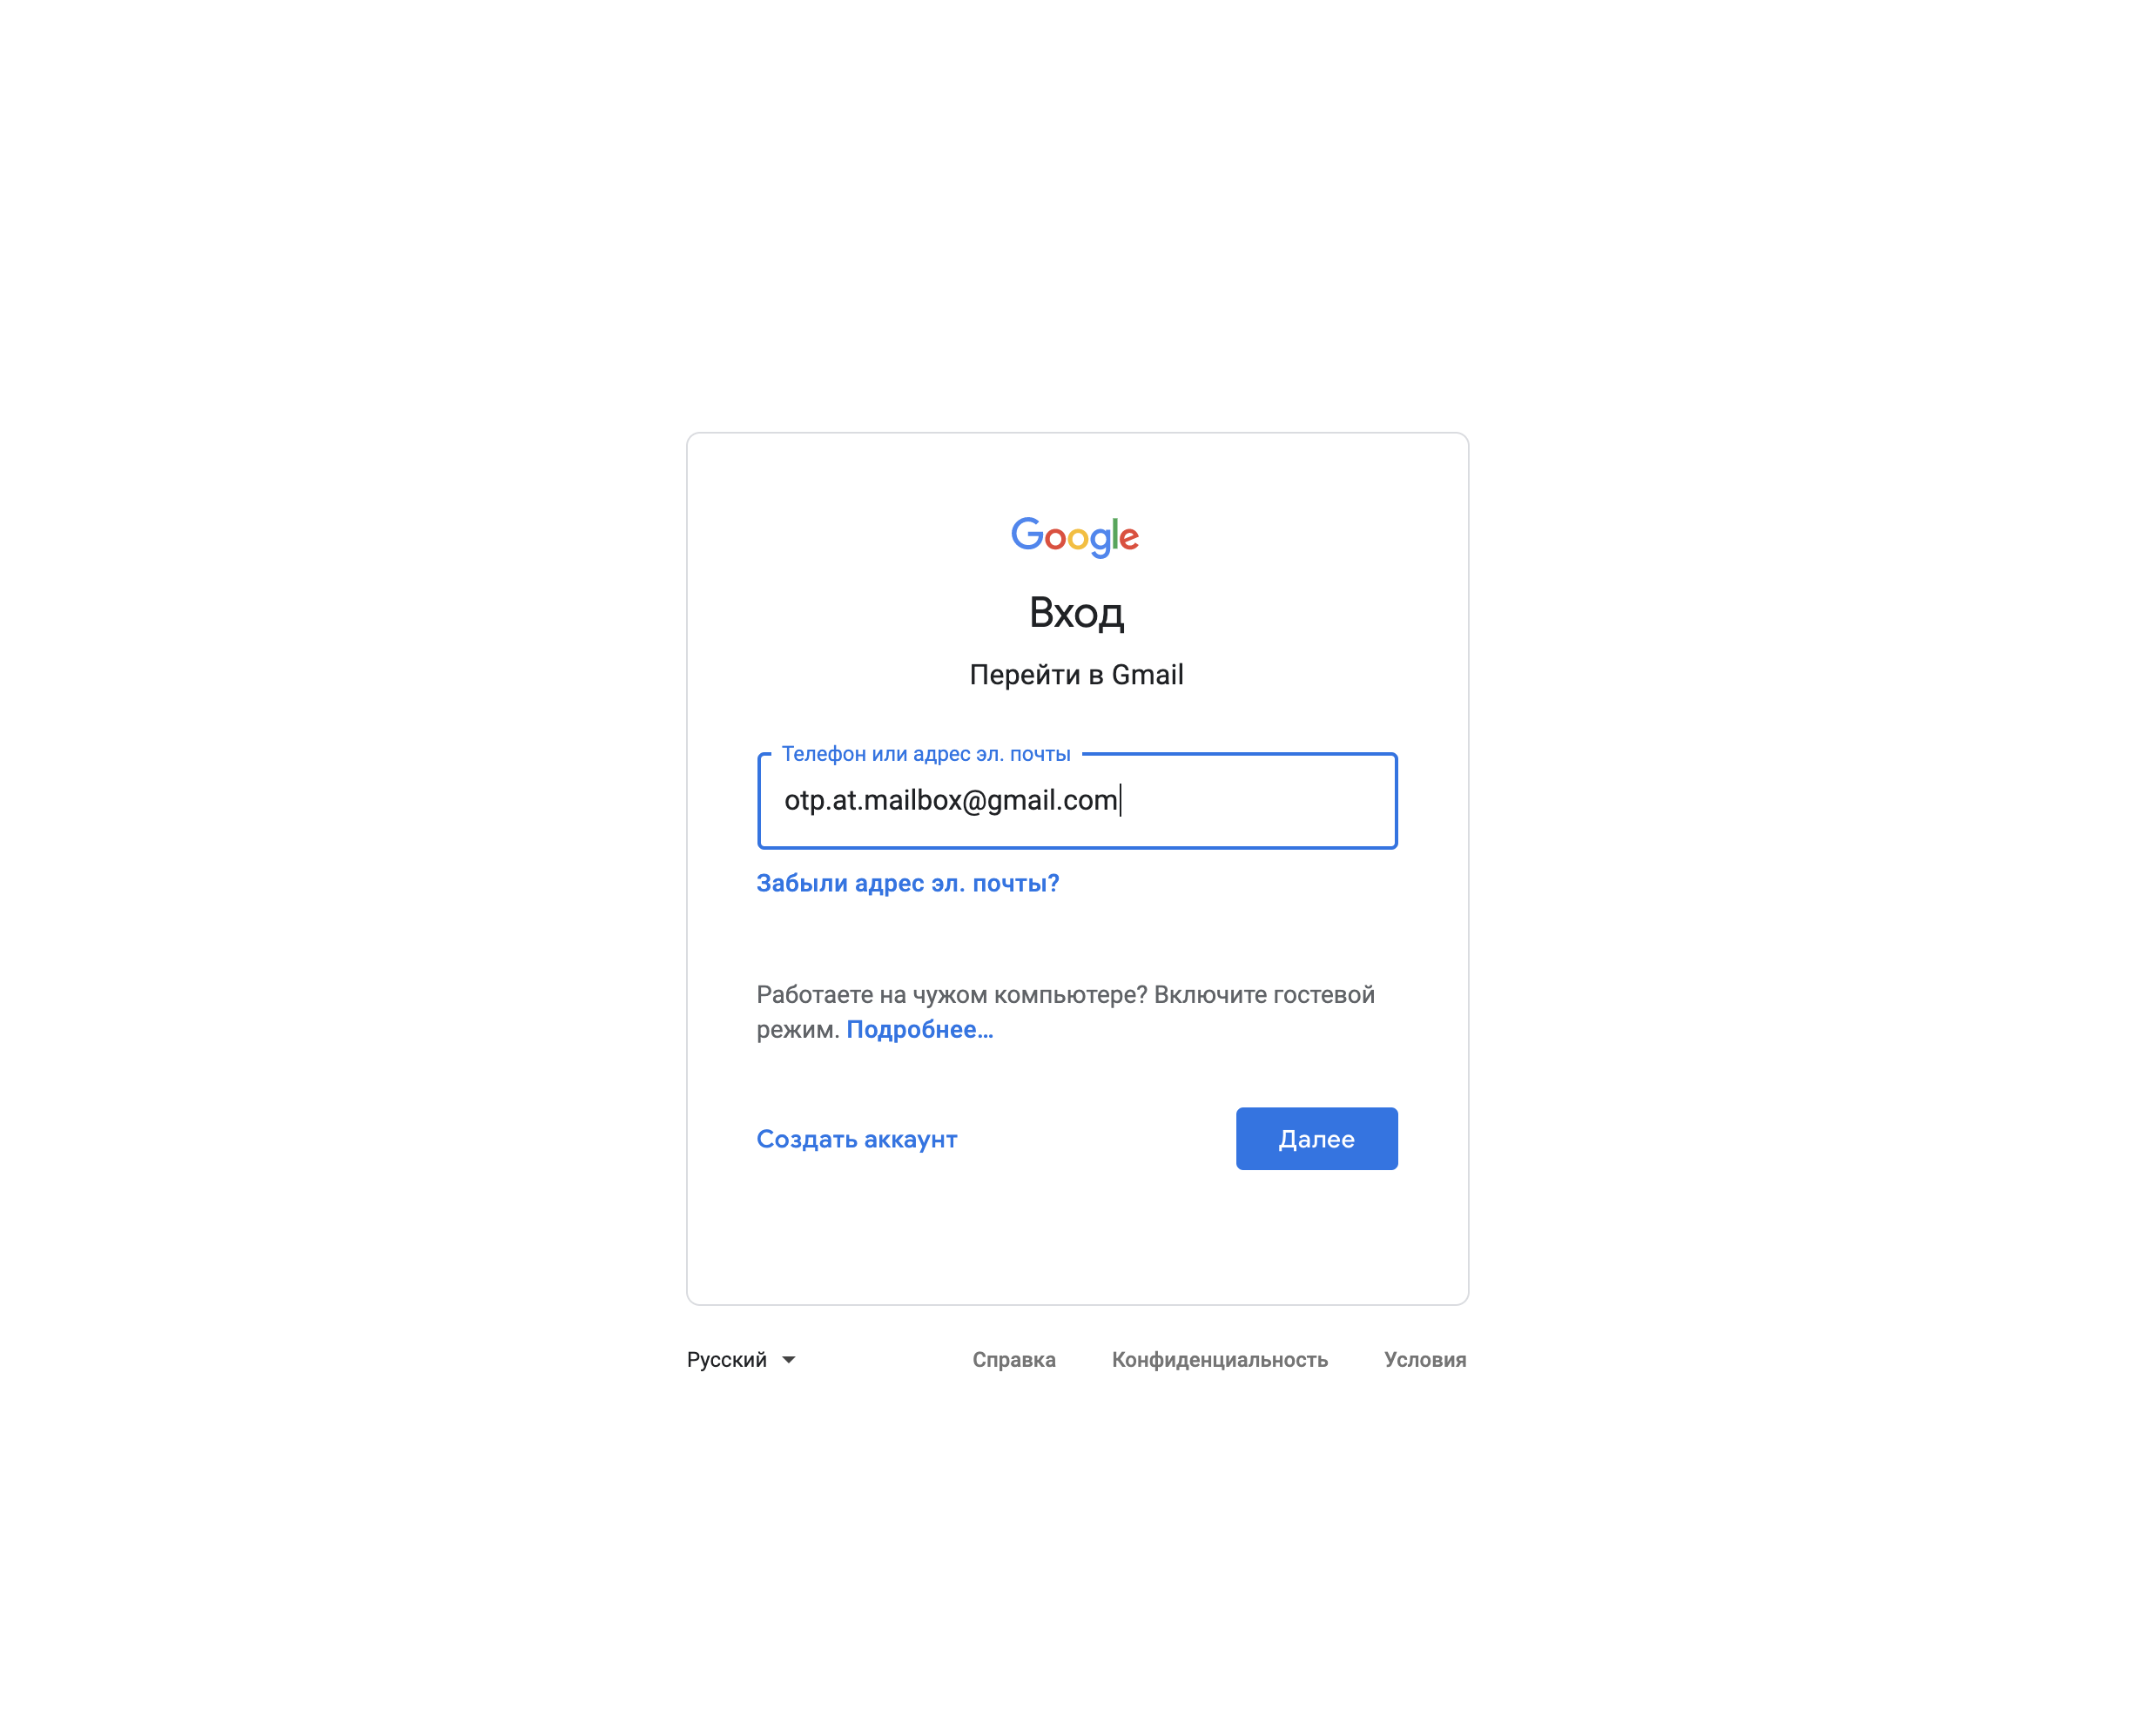 Google
Вход
Перейти в Gmail
Телефон или адрес эл. почты
otp.at.mailbox@gmail.com
Забыли адрес эл. почты?
Работаете на чужом компьютере? Включите гостевой
режим. Подробнее…
Создать аккаунт
Далее
Русский
Справка
Конфиденциальность
Условия